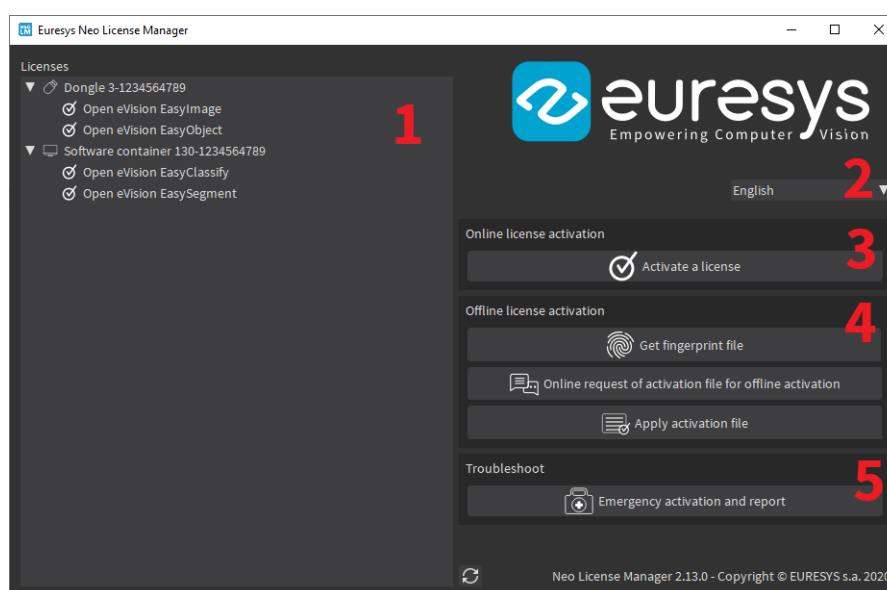 Euresys Neo License Manager
Licenses
Dongle 3-1234564789
Open eVision EasyImage
Open eVision EasyObject
Software container 130-1234564789
Open eVision EasyClassify
Open eVision EasySegment
1
euresys
Empowering Computer Vision
English
2
Online license activation
3
Activate a license
Offline license activation
4
Get fingerprint file
Online request of activation file for offline activation
Apply activation file
Troubleshoot
5
Emergency activation and report
Neo License Manager 2.13.0 - Copyright © EURESYS s.a. 2020